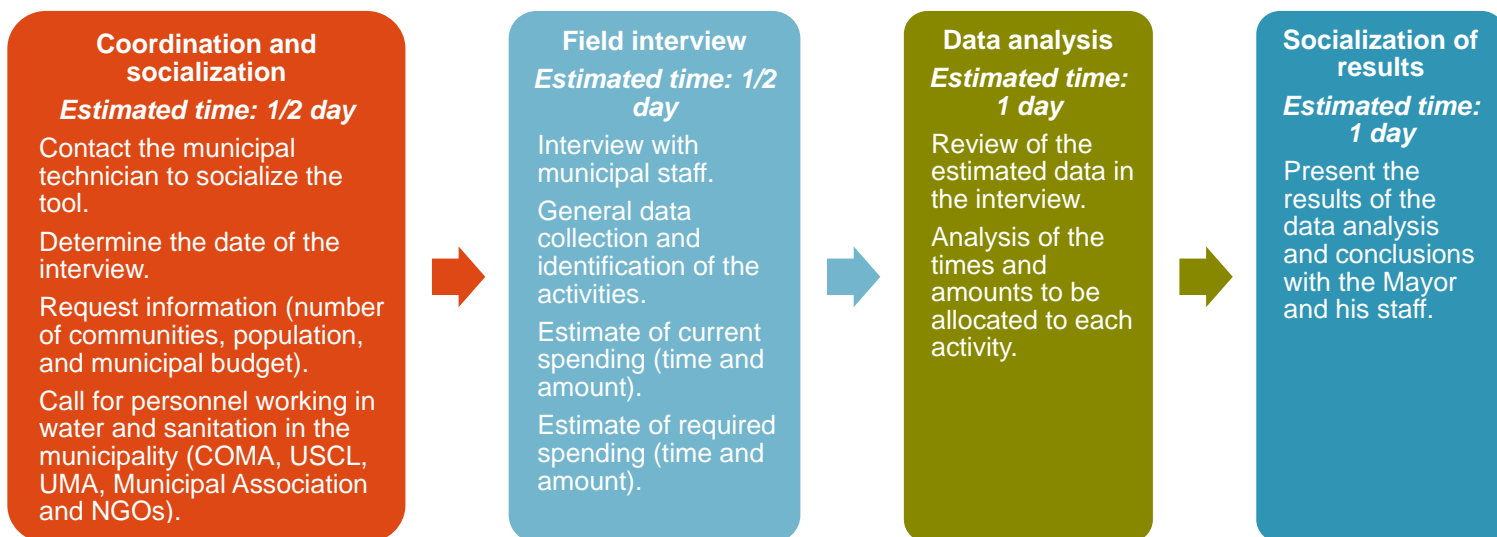 Coordination and
socialization
Estimated time: 1/2 day
Contact the municipal
technician to socialize the
tool.
Determine the date of the
interview.
Request information (number
of communities, population,
and municipal budget).
Call for personnel working in
water and sanitation in the
municipality (COMA, USCL,
UMA, Municipal Association
and NGOs).
Field interview
Estimated time: 1/2
day
Interview with
municipal staff.
General data
collection and
identification of the
activities.
Estimate of current
spending (time and
amount).
Estimate of required
spending (time and
amount).
Data analysis
Estimated time:
1 day
Review of the
estimated data in
the interview.
Analysis of the
times and
amounts to be
allocated to each
activity.
Socialization of
results
Estimated time:
1 day
Present the
results of the
data analysis
and conclusions
with the Mayor
and his staff.